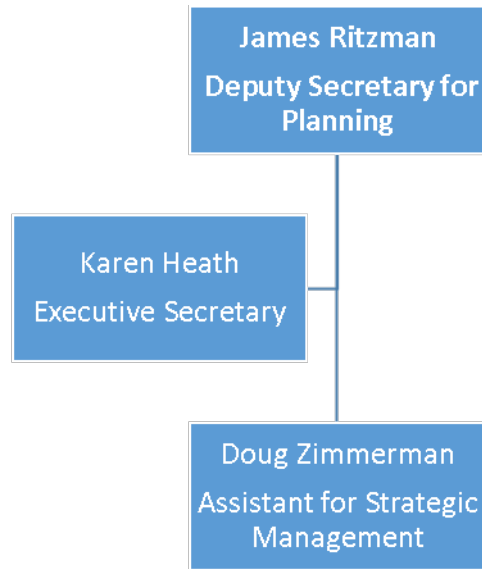 James Ritzman
Deputy Secretary for
Planning
Karen Heath
Executive Secretary
Doug Zimmerman
Assistant for Strategic
Management